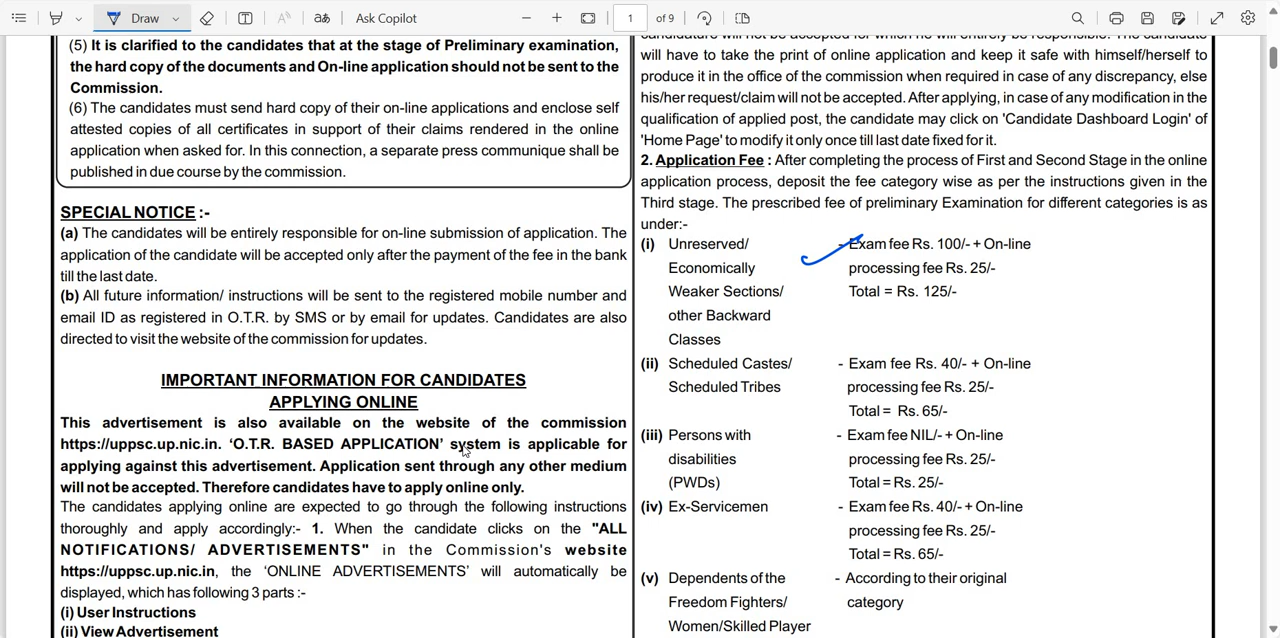 Draw
Ask Copilot
1
of 9
(5) It is clarified to the candidates that at the stage of Preliminary examination,
the hard copy of the documents and On-line application should not be sent to the
Commission.
(6) The candidates must send hard copy of their on-line applications and enclose self
attested copies of all certificates in support of their claims rendered in the online
application when asked for. In this connection, a separate press communique shall be
published in due course by the commission.
SPECIAL NOTICE :-
(a) The candidates will be entirely responsible for on-line submission of application. The
application of the candidate will be accepted only after the payment of the fee in the bank
till the last date.
(b) All future information/ instructions will be sent to the registered mobile number and
email ID as registered in O.T.R. by SMS or by email for updates. Candidates are also
directed to visit the website of the commission for updates.
IMPORTANT INFORMATION FOR CANDIDATES
APPLYING ONLINE
This advertisement is also available on the website of the commission
https://uppsc.up.nic.in. ‘O.T.R. BASED APPLICATION’ system is applicable for
applying against this advertisement. Application sent through any other medium
will not be accepted. Therefore candidates have to apply online only.
The candidates applying online are expected to go through the following instructions
thoroughly and apply accordingly:- 1. When the candidate clicks on the "ALL
NOTIFICATIONS/ ADVERTISEMENTS" in the Commission's website
https://uppsc.up.nic.in, the ‘ONLINE ADVERTISEMENTS’ will automatically be
displayed, which has following 3 parts :-
(i) User Instructions
(ii) View Advertisement
candidature will not be accepted for which he will entirely be responsible. The candidate
will have to take the print of online application and keep it safe with himself/herself to
produce it in the office of the commission when required in case of any discrepancy, else
his/her request/claim will not be accepted. After applying, in case of any modification in the
qualification of applied post, the candidate may click on 'Candidate Dashboard Login' of
'Home Page' to modify it only once till last date fixed for it.
2. Application Fee : After completing the process of First and Second Stage in the online
application process, deposit the fee category wise as per the instructions given in the
Third stage. The prescribed fee of preliminary Examination for different categories is as
under:-
(i) Unreserved/ - Exam fee Rs. 100/- + On-line
Economically processing fee Rs. 25/-
Weaker Sections/ Total = Rs. 125/-
other Backward
Classes
(ii) Scheduled Castes/ - Exam fee Rs. 40/- + On-line
Scheduled Tribes processing fee Rs. 25/-
Total = Rs. 65/-
(iii) Persons with - Exam fee NIL/- + On-line
disabilities processing fee Rs. 25/-
(PWDs) Total = Rs. 25/-
(iv) Ex-Servicemen - Exam fee Rs. 40/- + On-line
processing fee Rs. 25/-
Total = Rs. 65/-
(v) Dependents of the - According to their original
Freedom Fighters/ category
Women/Skilled Player